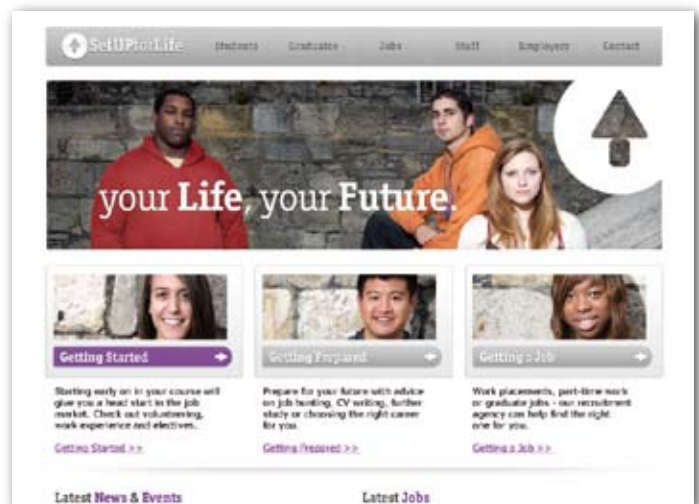 SetUPforLife Students Graduates Jobs Staff Employers Contact
your Life, your Future.
Getting Started
Getting Prepared
Getting a Job
Starting early on in your course will
give you a head start in the job
market. Check out volunteering,
work experience and electives.
Getting Started >>
Prepare for your future with advice
on job hunting, CV writing, further
study or choosing the right career
for you.
Getting Prepared >>
Work placements, part-time work
or graduate jobs - our recruitment
agency can help find the right
one for you.
Getting a Job >>
Latest News & Events
Latest Jobs